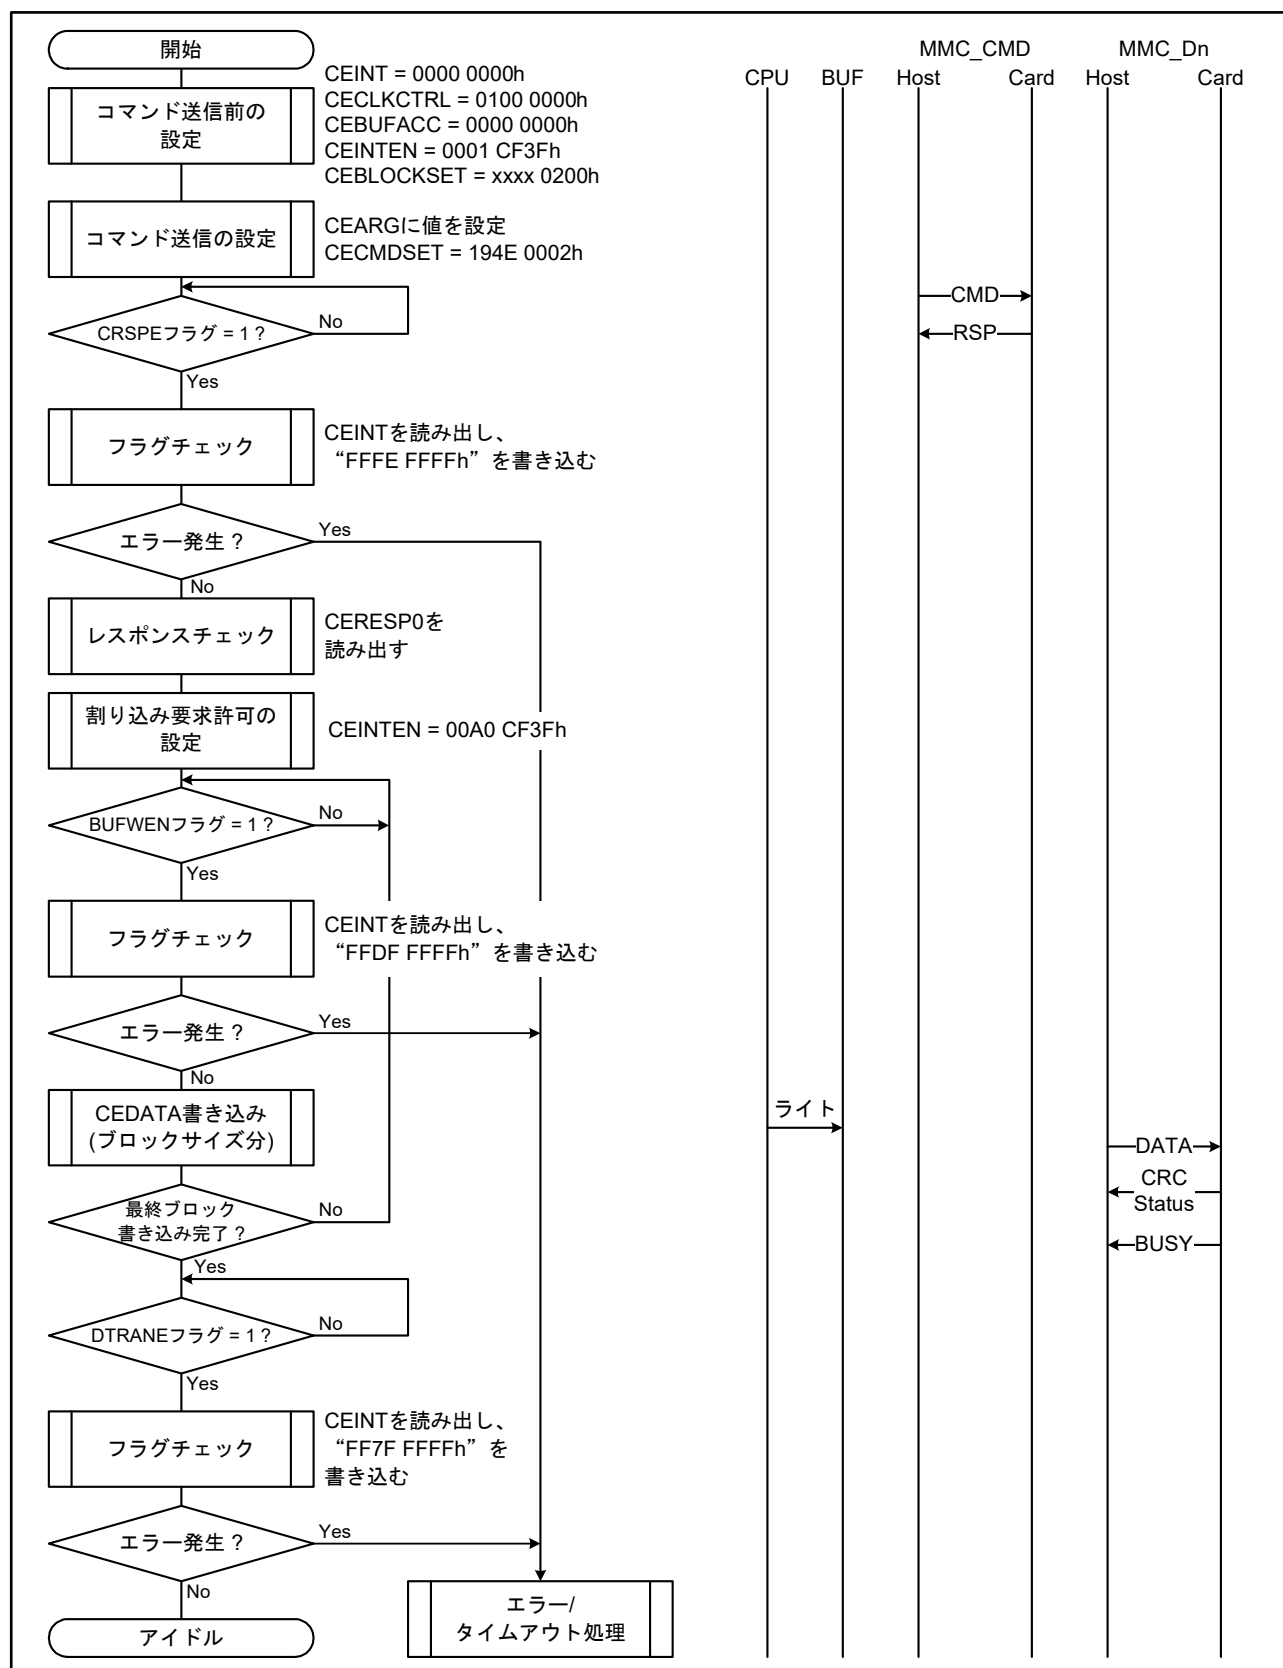 開始
コマンド送信前の
設定
CEINT = 0000 0000h
CECLKCTRL = 0100 0000h
CEBUFACC = 0000 0000h
CEINTEN = 0001 CF3Fh
CEBLOCKSET = xxxx 0200h
コマンド送信の設定
CEARGに値を設定
CECMDSET = 194E 0002h
CRSPEフラグ = 1 ?
No
Yes
フラグチェック
CEINTを読み出し、
“FFFE FFFFh” を書き込む
エラー発生 ?
Yes
No
レスポンスチェック
CERESP0を
読み出す
割り込み要求許可の
設定
CEINTEN = 00A0 CF3Fh
BUFWENフラグ = 1 ?
No
Yes
フラグチェック
CEINTを読み出し、
“FFDF FFFFh” を書き込む
エラー発生 ?
Yes
No
CEDATA書き込み
(ブロックサイズ分)
最終ブロック
書き込み完了 ?
No
Yes
DTRANEフラグ = 1 ?
No
Yes
フラグチェック
CEINTを読み出し、
“FF7F FFFFh” を
書き込む
エラー発生 ?
Yes
No
アイドル
エラー/
タイムアウト処理
MMC_CMD MMC_Dn
CPU BUF Host Card Host Card
CMD
RSP
ライト
DATA
CRC
Status
BUSY